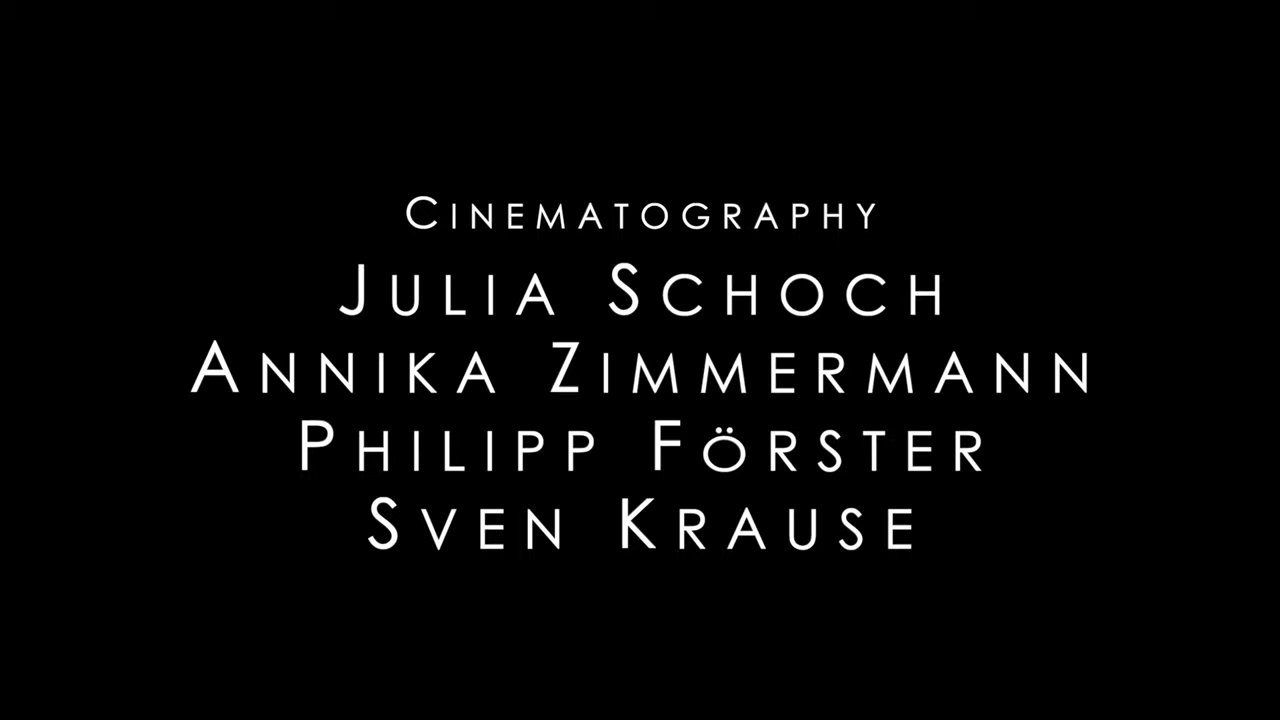 Cinematography
Julia Schoch
Annika Zimmermann
Philipp Förster
Sven Krause